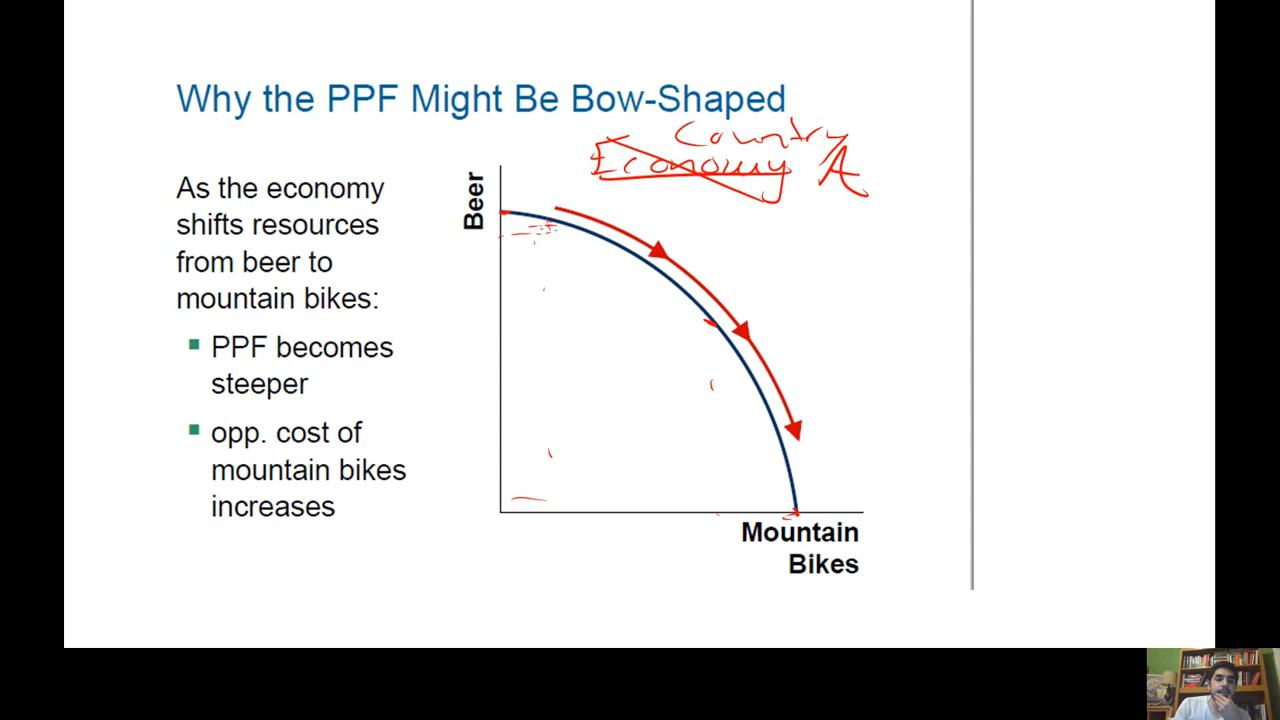 Why the PPF Might Be Bow-Shaped
Country
Economy A
As the economy
shifts resources
from beer to
mountain bikes:
PPF becomes
steeper
opp. cost of
mountain bikes
increases
Beer
Mountain
Bikes